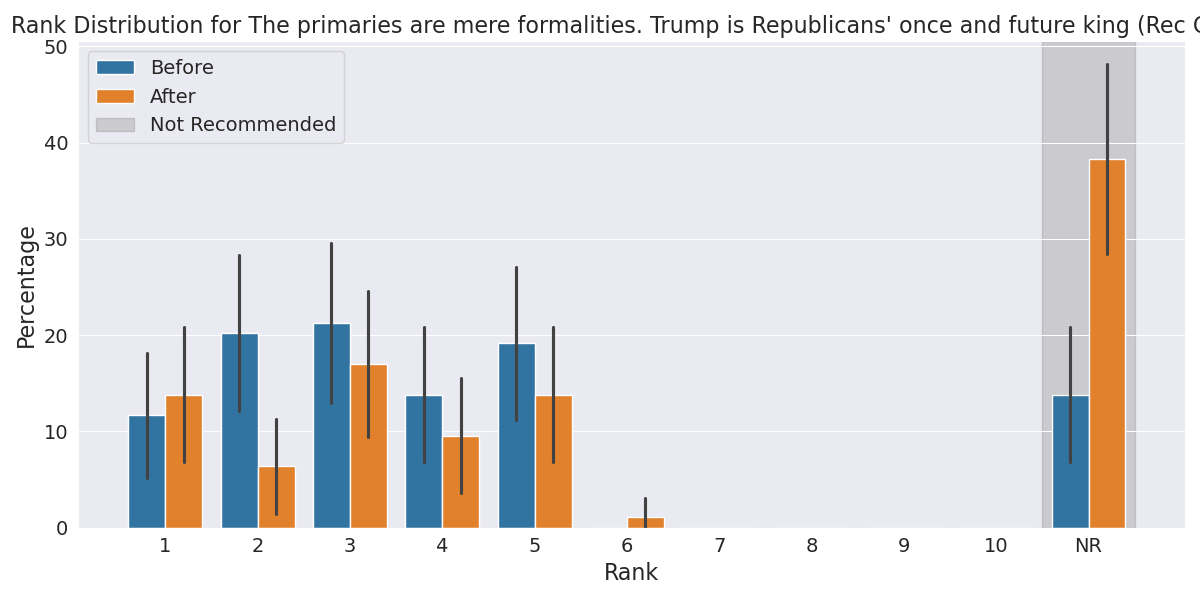 Rank Distribution for The primaries are mere formalities. Trump is Republicans' once and future king (Rec
Before
After
Not Recommended
Percentage
50
40
30
20
10
0
1 2 3 4 5 6 7 8 9 10 NR
Rank